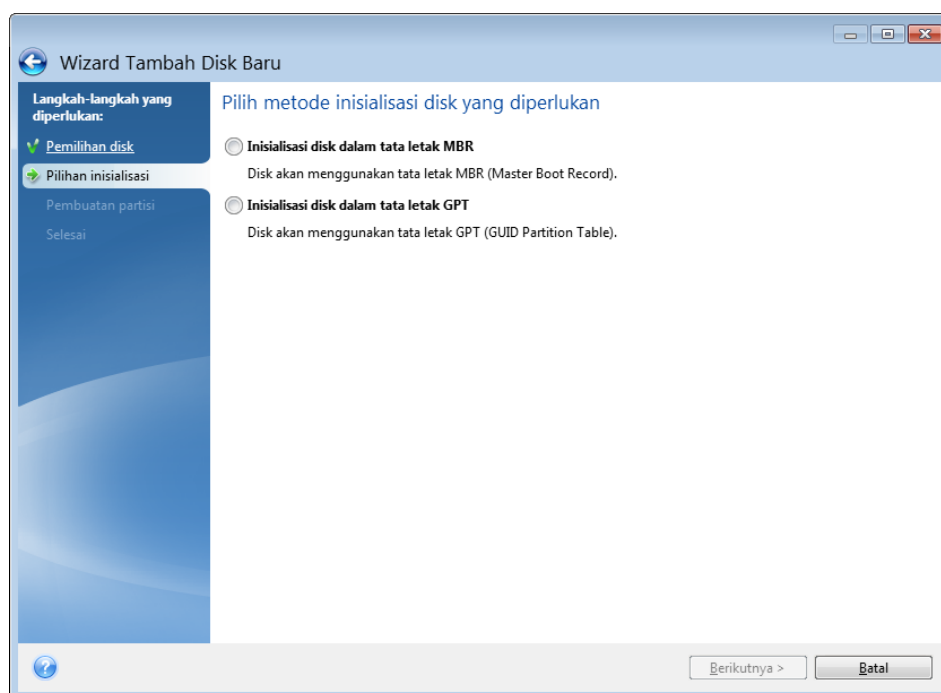 Wizard Tambah Disk Baru
Langkah-langkah yang
diperlukan:
Pemilihan disk
Pilihan inisialisasi
Pembuatan partisi
Selesai
Pilih metode inisialisasi disk yang diperlukan
Inisialisasi disk dalam tata letak MBR
Disk akan menggunakan tata letak MBR (Master Boot Record).
Inisialisasi disk dalam tata letak GPT
Disk akan menggunakan tata letak GPT (GUID Partition Table).
Berikutnya >
Batal